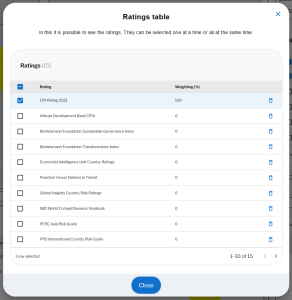 Ratings table
In this it is possible to see the ratings. They can be selected one at a time or all at the same time.
Ratings (15)
Rating Weighting (%)
CPI Rating 2012 100
African Development Bank CPIA 0
Bertelsmann Foundation Sustainable Governance Index 0
Bertelsmann Foundation Transformation Index 0
Economist Intelligence Unit Country Ratings 0
Freedom House Nations in Transit 0
Global Insights Country Risk Ratings 0
IMD World Competitiveness Yearbook 0
PERC Asia Risk Guide 0
PRS International Country Risk Guide 0
1 row selected 1-10 of 15
Close